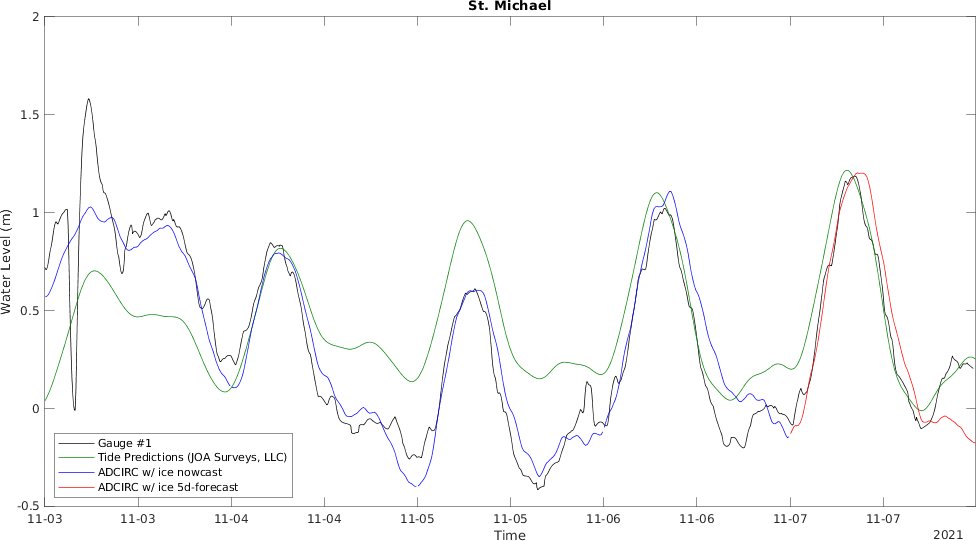 St. Michael
2
1.5
1
0.5
0
-0.5
Water Level (m)
Gauge #1
Tide Predictions (JOA Surveys, LLC)
ADCIRC w/ ice nowcast
ADCIRC w/ ice 5d-forecast
11-03 11-03 11-04 11-04 11-05 11-05 11-06 11-06 11-07 11-07
Time
2021